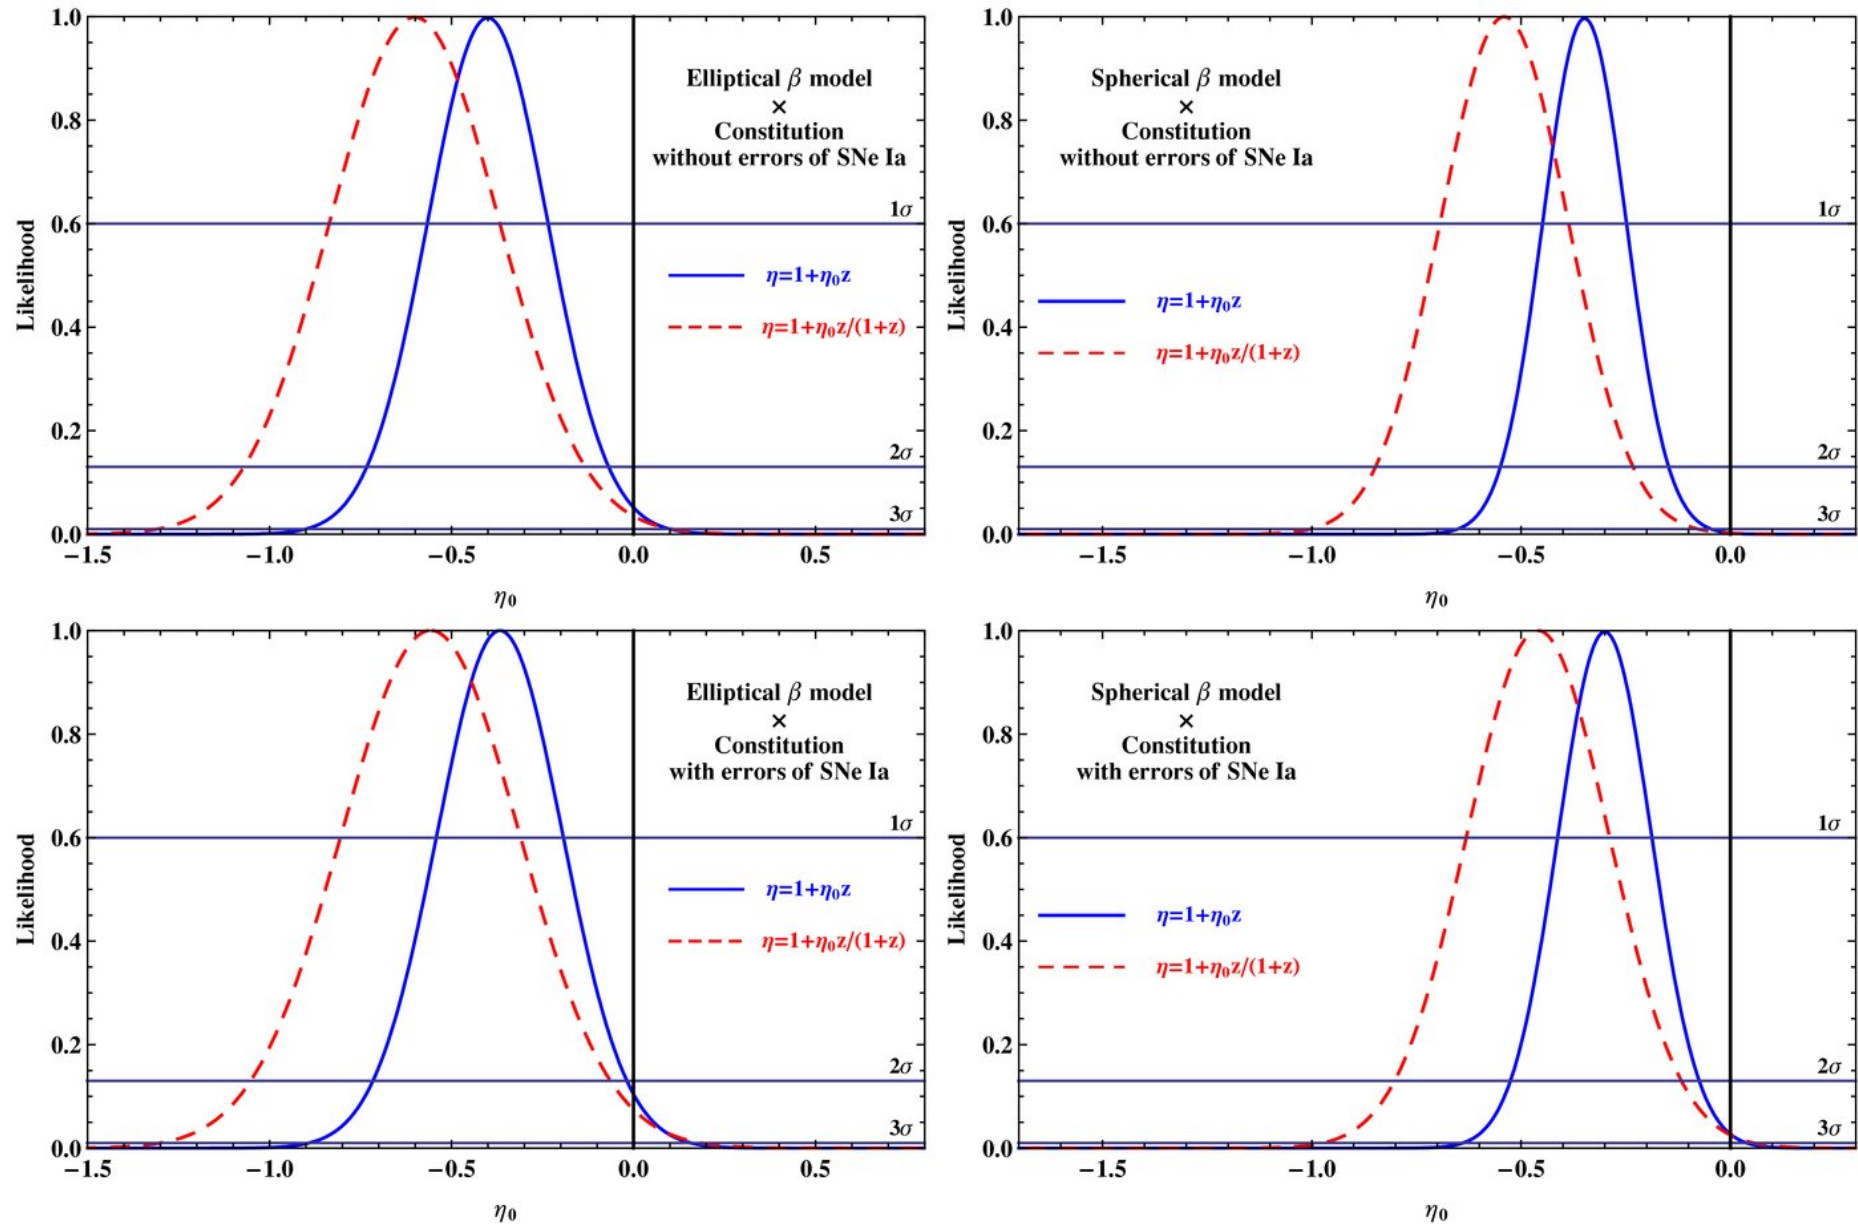 1.0
0.8
0.6
0.4
0.2
0.0
Likelihood
Elliptical β model
×
Constitution
without errors of SNe Ia
1σ
η=1+η₀z
η=1+η₀z/(1+z)
2σ
3σ
−1.5 −1.0 −0.5 0.0 0.5
η₀
1.0
0.8
0.6
0.4
0.2
0.0
Likelihood
Spherical β model
×
Constitution
without errors of SNe Ia
1σ
η=1+η₀z
η=1+η₀z/(1+z)
2σ
3σ
−1.5 −1.0 −0.5 0.0
η₀
1.0
0.8
0.6
0.4
0.2
0.0
Likelihood
Elliptical β model
×
Constitution
with errors of SNe Ia
1σ
η=1+η₀z
η=1+η₀z/(1+z)
2σ
3σ
−1.5 −1.0 −0.5 0.0 0.5
η₀
1.0
0.8
0.6
0.4
0.2
0.0
Likelihood
Spherical β model
×
Constitution
with errors of SNe Ia
1σ
η=1+η₀z
η=1+η₀z/(1+z)
2σ
3σ
−1.5 −1.0 −0.5 0.0
η₀